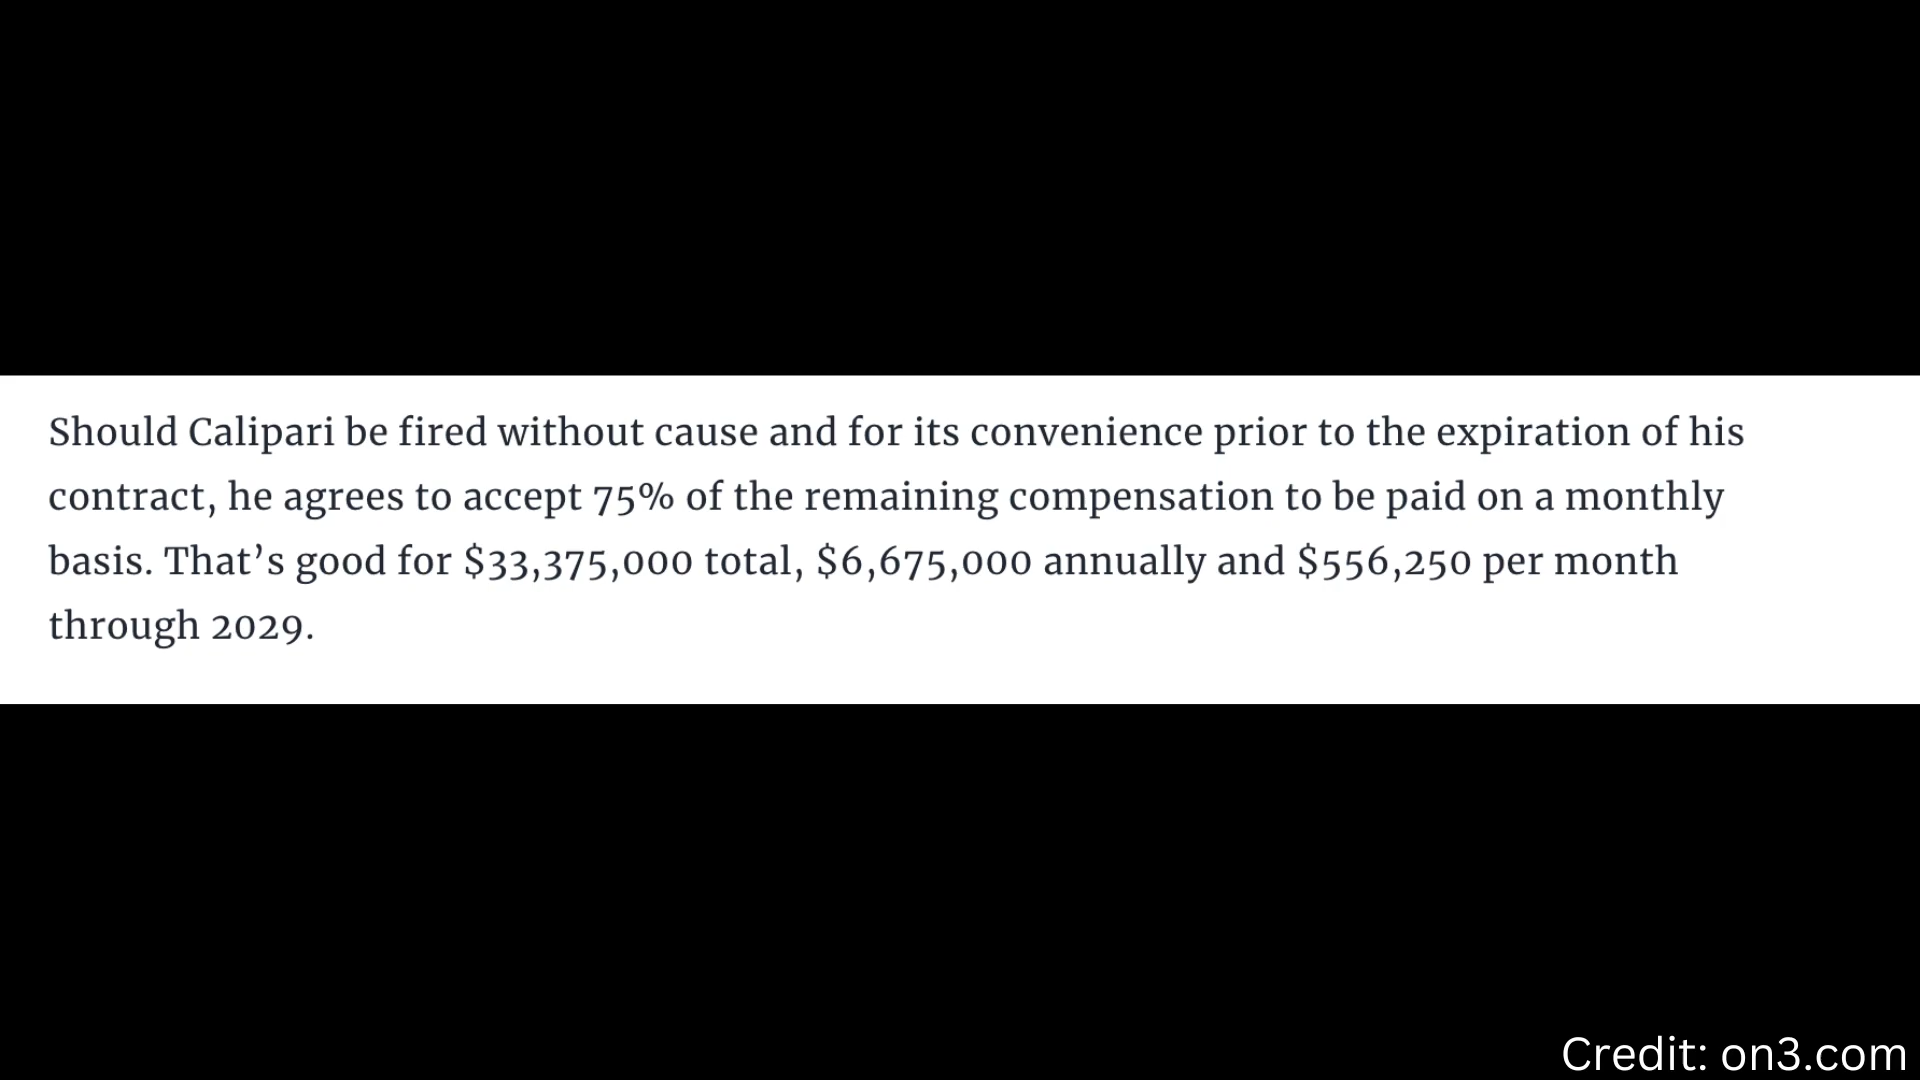 Should Calipari be fired without cause and for its convenience prior to the expiration of his
contract, he agrees to accept 75% of the remaining compensation to be paid on a monthly
basis. That’s good for $33,375,000 total, $6,675,000 annually and $556,250 per month
through 2029.
Credit: on3.com